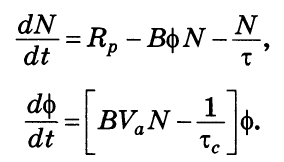 dN/dt = R_p − BϕN − N/τ,
dϕ/dt = [BV_aN − 1/τ_c]ϕ.